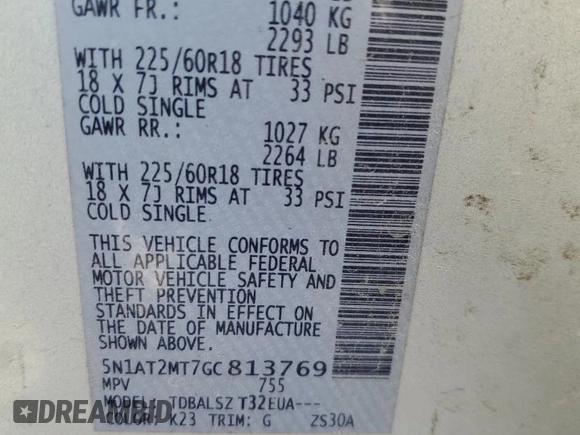 GAWR FR.: 1040 KG
2293 LB
WITH 225/60R18 TIRES
18 X 7J RIMS AT 33 PSI
COLD SINGLE
GAWR RR.: 1027 KG
2264 LB
WITH 225/60R18 TIRES
18 X 7J RIMS AT 33 PSI
COLD SINGLE
THIS VEHICLE CONFORMS TO
ALL APPLICABLE FEDERAL
MOTOR VEHICLE SAFETY AND
THEFT PREVENTION
STANDARDS IN EFFECT ON
THE DATE OF MANUFACTURE
SHOWN ABOVE.
5N1AT2MT7GC813769
MPV 755
MODEL: TDBALSZ T32EUA---
COLOR: K23 TRIM: G ZS30A
DREAMBID